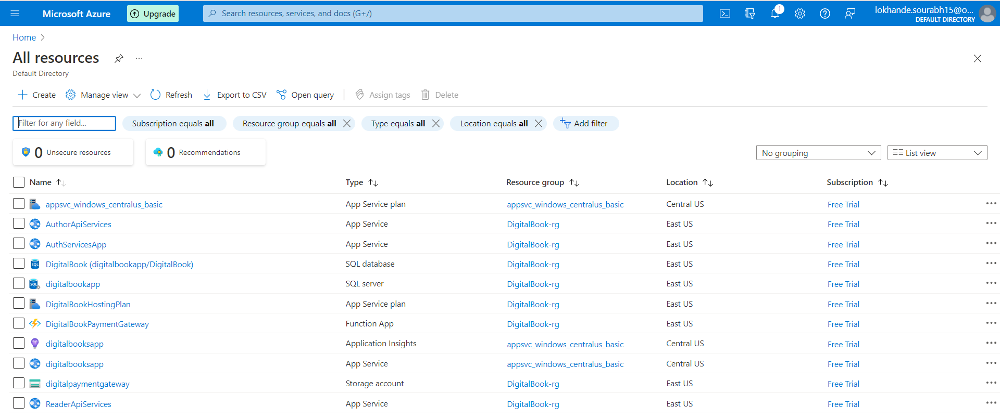 Microsoft Azure Upgrade Search resources, services, and docs (G+/) 1 lokhande.sourabh15@o...
DEFAULT DIRECTORY
Home
All resources ...
Default Directory
Create Manage view Refresh Export to CSV Open query Assign tags Delete
Filter for any field... Subscription equals all Resource group equals all Type equals all Location equals all Add filter
0 Unsecure resources 0 Recommendations No grouping List view
Name Type Resource group Location Subscription
appsvc_windows_centralus_basic App Service plan appsvc_windows_centralus_basic Central US Free Trial
AuthorApiServices App Service DigitalBook-rg East US Free Trial
AuthServicesApp App Service DigitalBook-rg East US Free Trial
SQL DigitalBook (digitalbookapp/DigitalBook) SQL database DigitalBook-rg East US Free Trial
SQL digitalbookapp SQL server DigitalBook-rg East US Free Trial
DigitalBookHostingPlan App Service plan DigitalBook-rg East US Free Trial
DigitalBookPaymentGateway Function App DigitalBook-rg East US Free Trial
digitalbooksapp Application Insights appsvc_windows_centralus_basic Central US Free Trial
digitalbooksapp App Service appsvc_windows_centralus_basic Central US Free Trial
digitalpaymentgateway Storage account DigitalBook-rg East US Free Trial
ReaderApiServices App Service DigitalBook-rg East US Free Trial